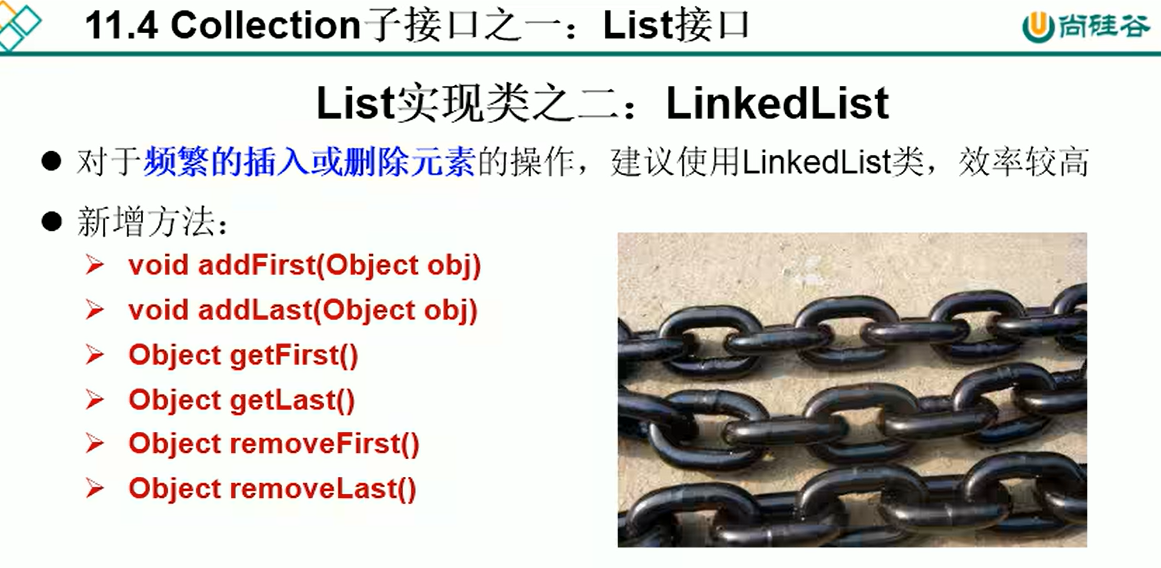 11.4 Collection子接口之一：List接口
尚硅谷
List实现类之二：LinkedList
● 对于频繁的插入或删除元素的操作，建议使用LinkedList类，效率较高
● 新增方法：
➢ void addFirst(Object obj)
➢ void addLast(Object obj)
➢ Object getFirst()
➢ Object getLast()
➢ Object removeFirst()
➢ Object removeLast()